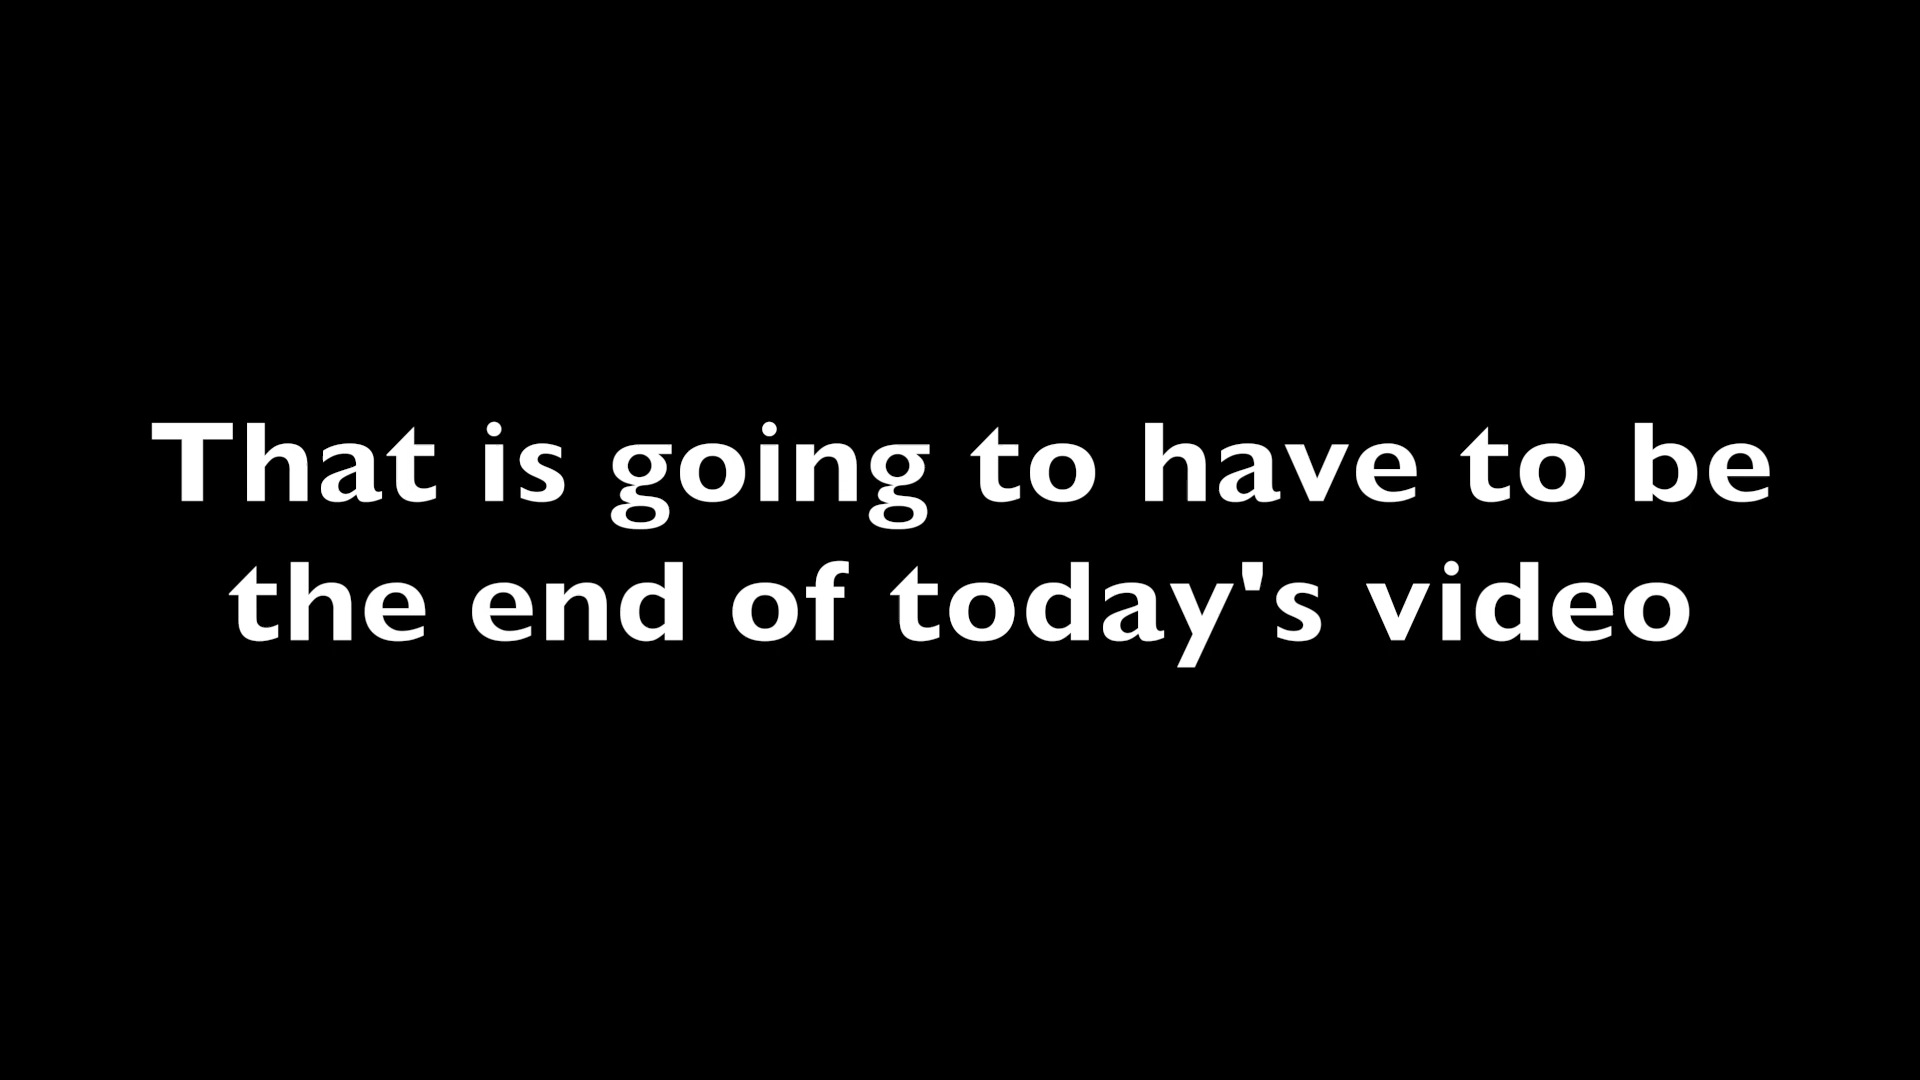 That is going to have to be
the end of today's video